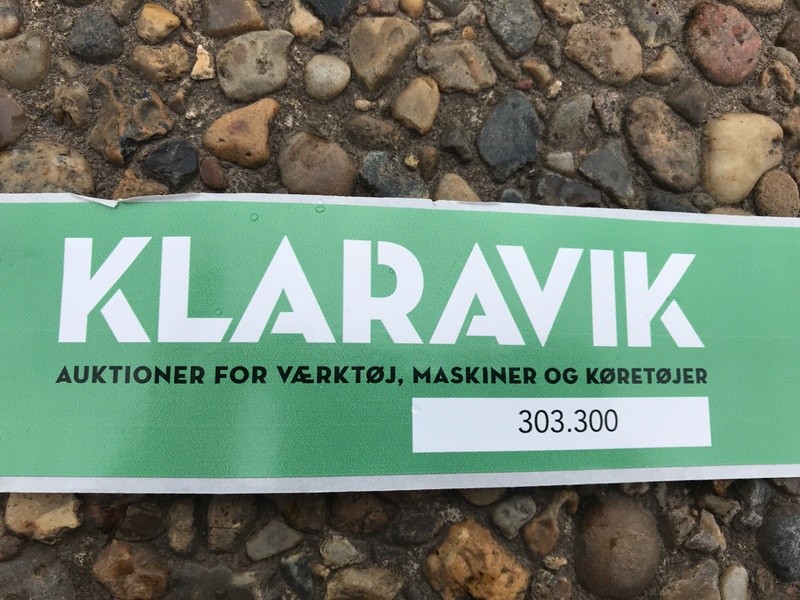 KLARAVIK
AUKTIONER FOR VÆRKTØJ, MASKINER OG KØRETØJER
303.300